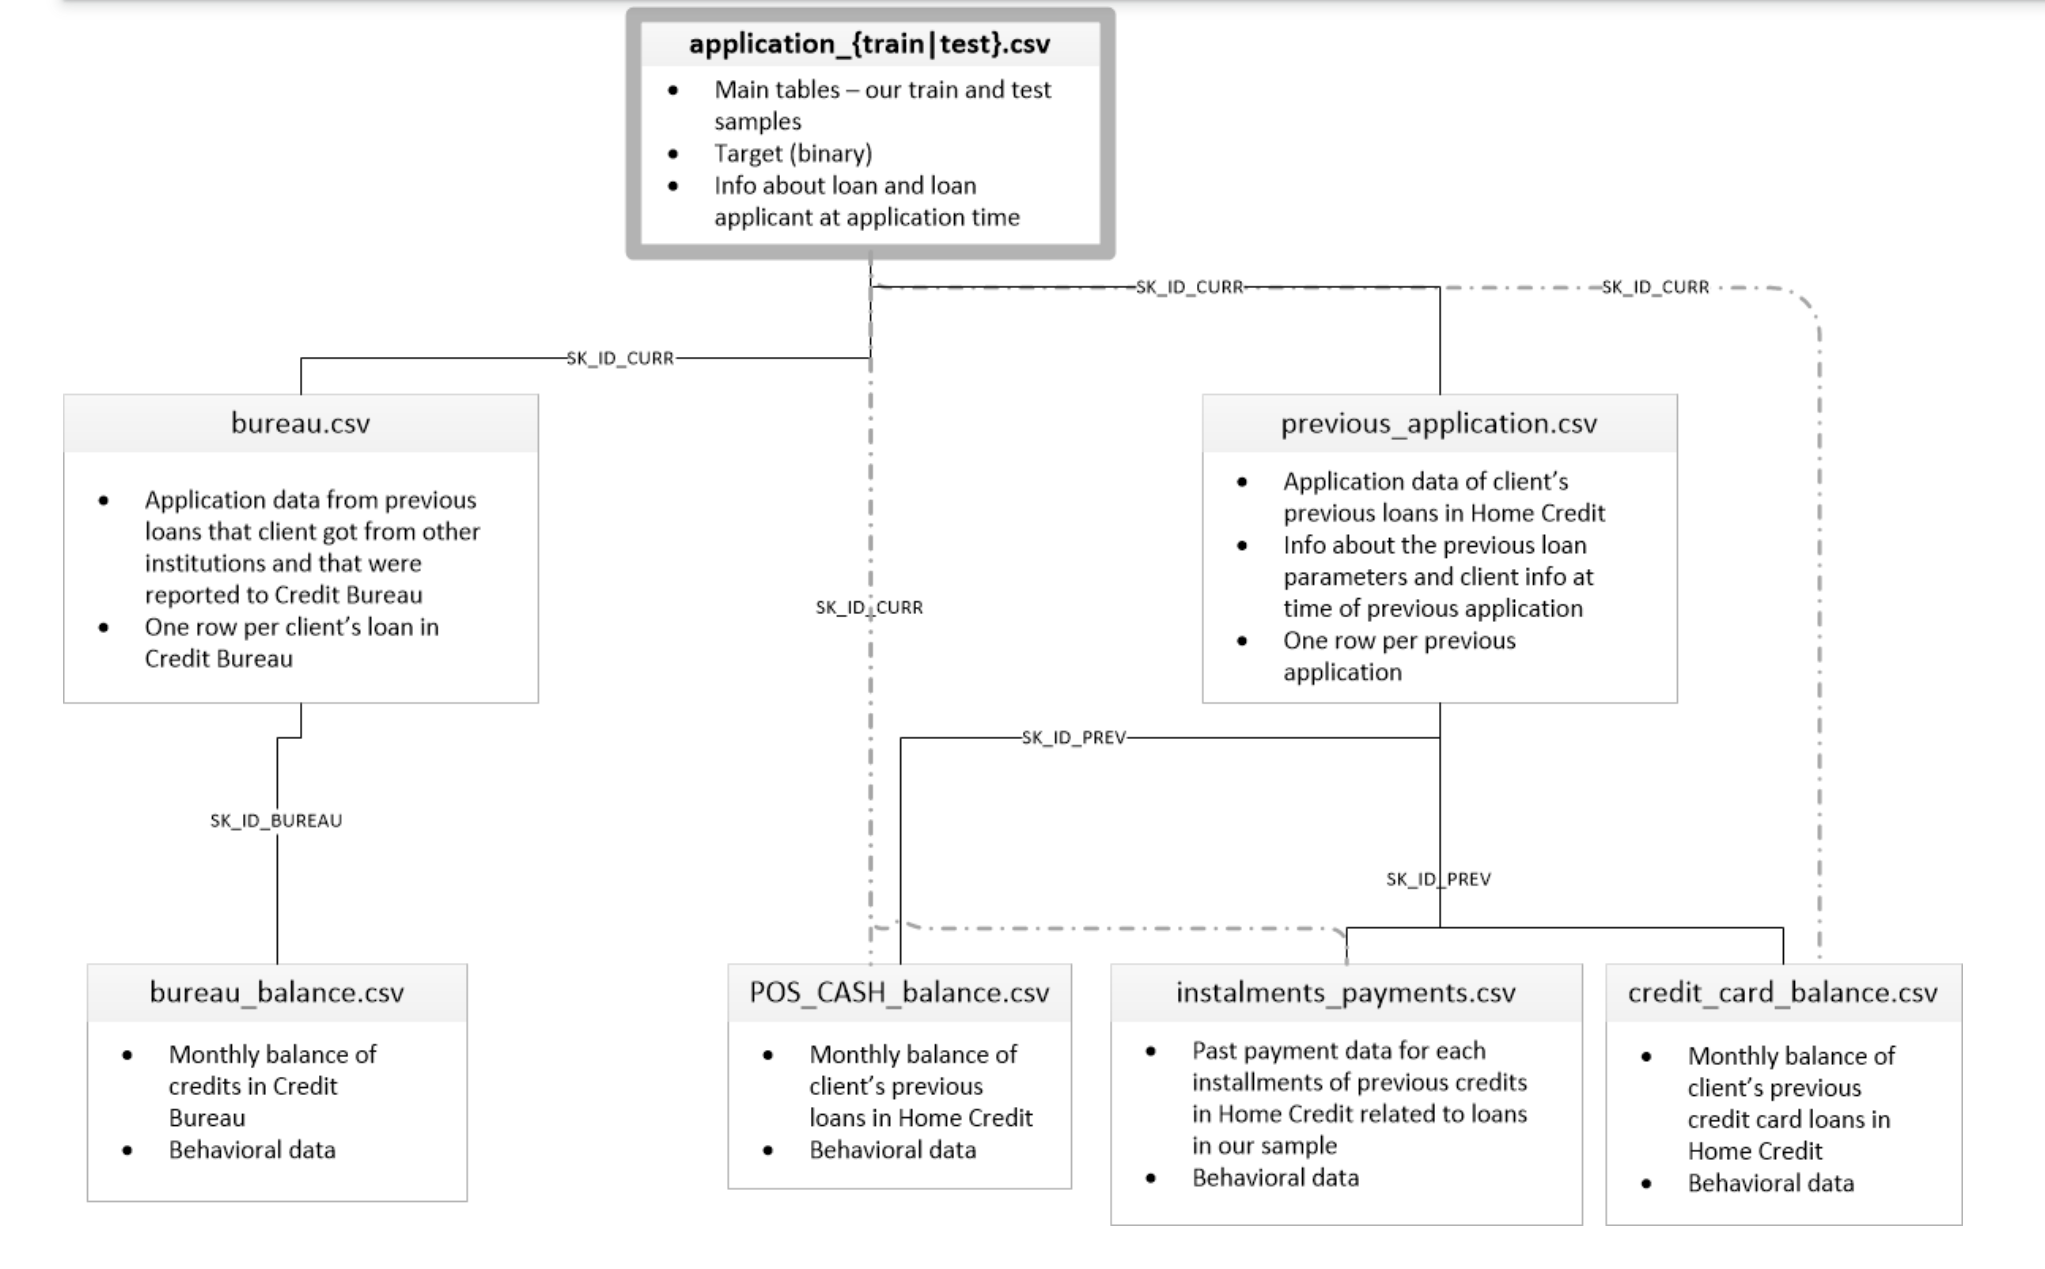 application_{train|test}.csv
• Main tables – our train and test
samples
• Target (binary)
• Info about loan and loan
applicant at application time
SK_ID_CURR
SK_ID_CURR
SK_ID_CURR
bureau.csv
• Application data from previous
loans that client got from other
institutions and that were
reported to Credit Bureau
• One row per client’s loan in
Credit Bureau
previous_application.csv
• Application data of client’s
previous loans in Home Credit
• Info about the previous loan
parameters and client info at
time of previous application
• One row per previous
application
SK_ID_CURR
SK_ID_PREV
SK_ID_BUREAU
SK_ID_PREV
bureau_balance.csv
• Monthly balance of
credits in Credit
Bureau
• Behavioral data
POS_CASH_balance.csv
• Monthly balance of
client’s previous
loans in Home Credit
• Behavioral data
instalments_payments.csv
• Past payment data for each
installments of previous credits
in Home Credit related to loans
in our sample
• Behavioral data
credit_card_balance.csv
• Monthly balance of
client’s previous
credit card loans in
Home Credit
• Behavioral data